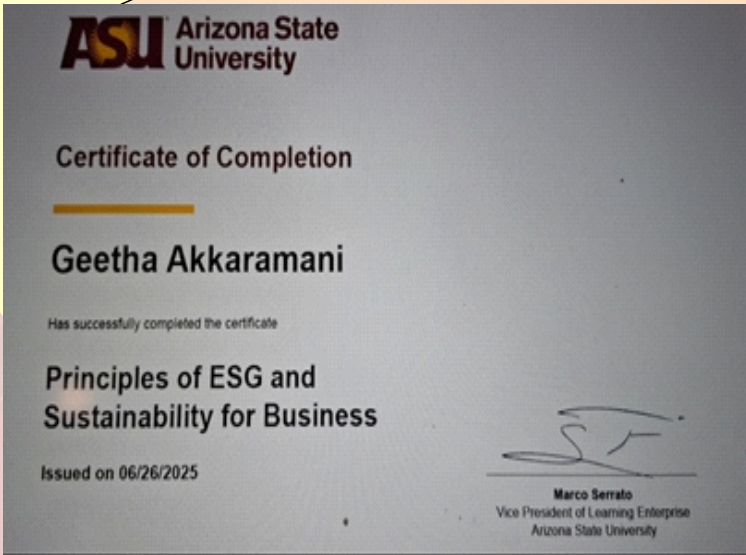 ASU Arizona State
University
Certificate of Completion
Geetha Akkaramani
Has successfully completed the certificate
Principles of ESG and
Sustainability for Business
Issued on 06/26/2025
Marco Serrato
Vice President of Learning Enterprise
Arizona State University